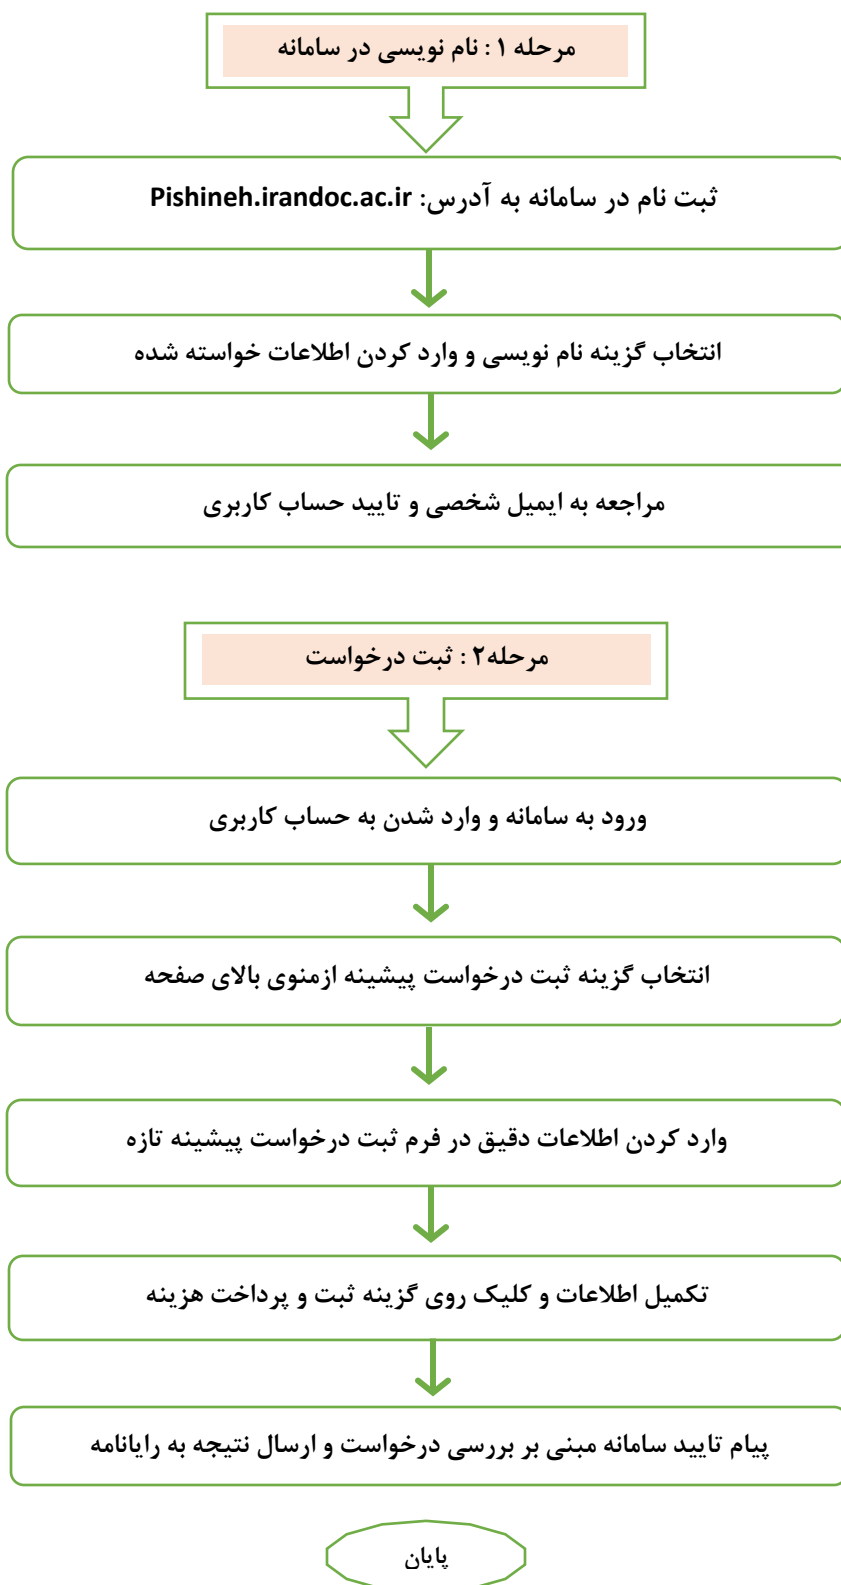 مرحله ۱ : نام نویسی در سامانه
ثبت نام در سامانه به آدرس: Pishineh.irandoc.ac.ir
انتخاب گزینه نام نویسی و وارد کردن اطلاعات خواسته شده
مراجعه به ایمیل شخصی و تایید حساب کاربری
مرحله۲ : ثبت درخواست
ورود به سامانه و وارد شدن به حساب کاربری
انتخاب گزینه ثبت درخواست پیشینه ازمنوی بالای صفحه
وارد کردن اطلاعات دقیق در فرم ثبت درخواست پیشینه تازه
تکمیل اطلاعات و کلیک روی گزینه ثبت و پرداخت هزینه
پیام تایید سامانه مبنی بر بررسی درخواست و ارسال نتیجه به رایانامه
پایان